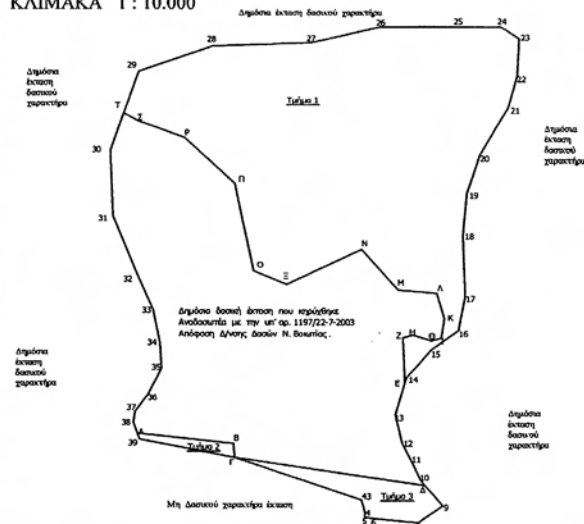 ΚΛΙΜΑΚΑ 1 : 10.000
Δημόσια έκταση δασικού χαρακτήρα
26
25
24
23
27
28
29
Δημόσια
έκταση
δασικού
χαρακτήρα
22
Τμήμα 1
21
Τ
Σ
Ρ
Δημόσια
έκταση
δασικού
χαρακτήρα
30
20
Π
19
31
18
Ν
Ο
Ξ
32
Μ
Λ
17
33
Δημόσια δασική έκταση που κηρύχθηκε
Αναδασωτέα με την υπ' αρ. 1197/22-7-2003
Απόφαση Δ/νσης Δασών Ν. Βοιωτίας.
Κ
16
34
Ζ
Η
Θ
15
Δημόσια
έκταση
δασικού
χαρακτήρα
35
Ε
14
36
37
13
38
Α
39
Τμήμα 2
Β
Γ
12
11
Δημόσια
έκταση
δασικού
χαρακτήρα
10
Δ
43
Τμήμα 3
9
Μη Δασικού χαρακτήρα έκταση
4
5
6